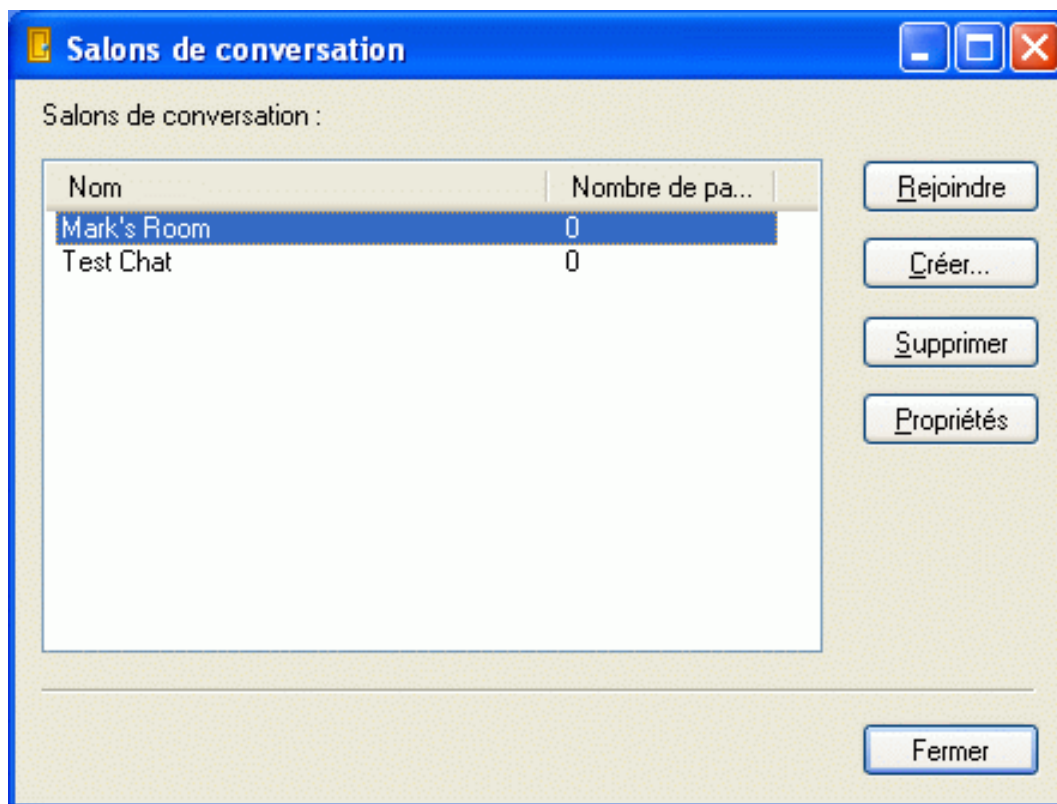 Salons de conversation
Salons de conversation :
Nom Nombre de pa...
Mark's Room 0
Test Chat 0
Rejoindre
Créer...
Supprimer
Propriétés
Fermer